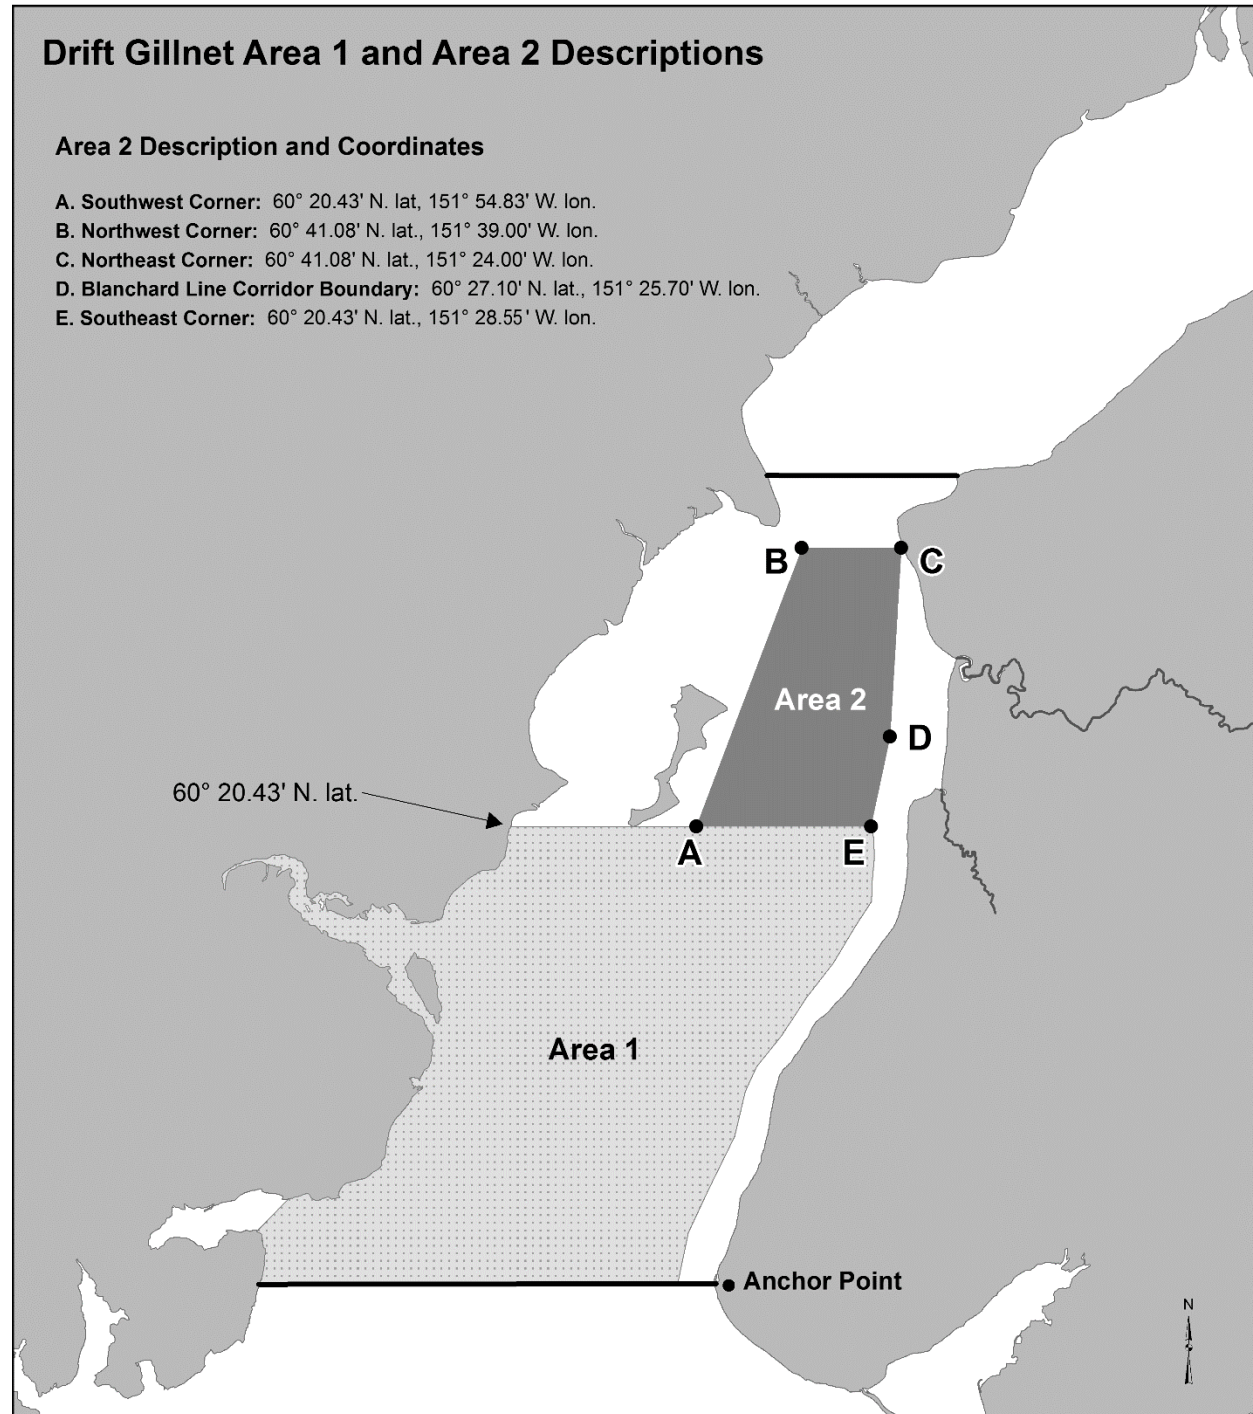 Drift Gillnet Area 1 and Area 2 Descriptions
Area 2 Description and Coordinates
A. Southwest Corner: 60° 20.43' N. lat, 151° 54.83' W. lon.
B. Northwest Corner: 60° 41.08' N. lat., 151° 39.00' W. lon.
C. Northeast Corner: 60° 41.08' N. lat., 151° 24.00' W. lon.
D. Blanchard Line Corridor Boundary: 60° 27.10' N. lat., 151° 25.70' W. lon.
E. Southeast Corner: 60° 20.43' N. lat., 151° 28.55' W. lon.
B
C
Area 2
D
60° 20.43' N. lat.
A
E
Area 1
Anchor Point
N